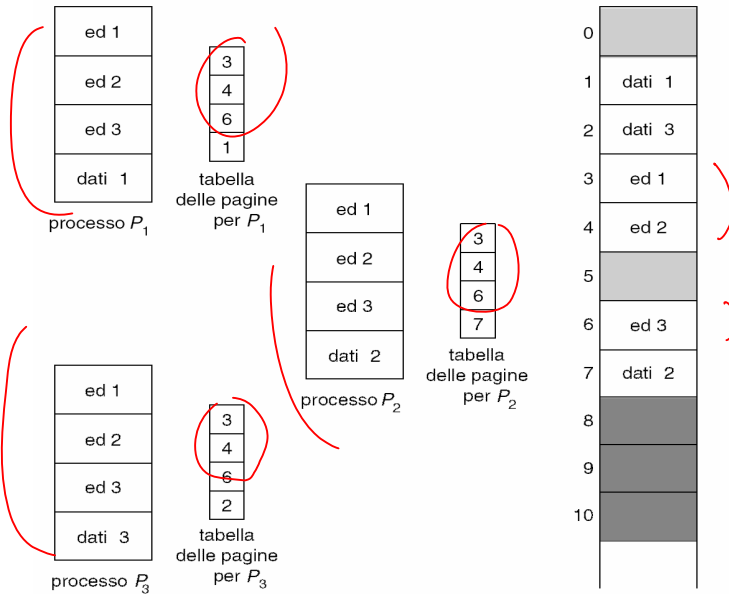 ed 1
ed 2
ed 3
dati 1
processo P1
3
4
6
1
tabella
delle pagine
per P1
ed 1
ed 2
ed 3
dati 2
processo P2
3
4
6
7
tabella
delle pagine
per P2
ed 1
ed 2
ed 3
dati 3
processo P3
3
4
6
2
tabella
delle pagine
per P3
0
1 dati 1
2 dati 3
3 ed 1
4 ed 2
5
6 ed 3
7 dati 2
8
9
10